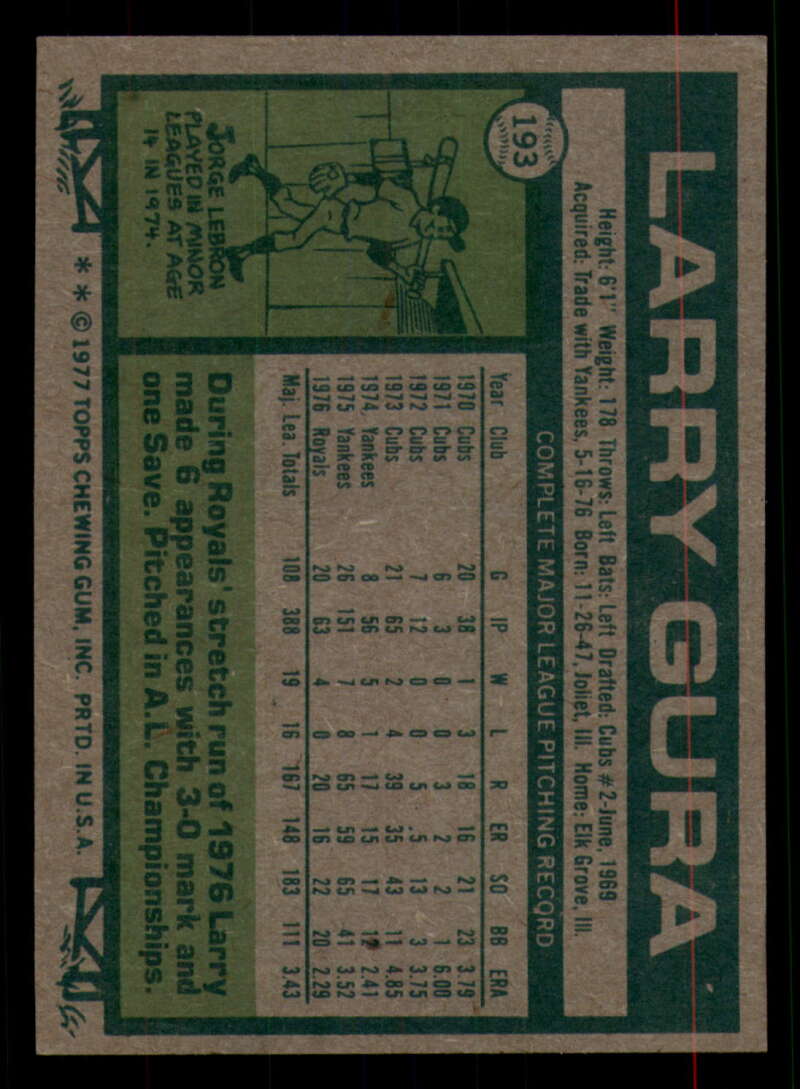 193
LARRY GURA
Height: 6'1" Weight: 178 Throws: Left Bats: Left Drafted: Cubs #2-June, 1969
Acquired: Trade with Yankees, 5-16-76 Born: 11-26-47, Joliet, Ill. Home: Elk Grove, Ill.
JORGE LEBRON
PLAYED IN MINOR
LEAGUES AT AGE
14 IN 1974.
COMPLETE MAJOR LEAGUE PITCHING RECORD
Year Club G IP W L R ER SO BB ERA
1970 Cubs 20 38 1 3 18 16 21 23 3.79
1971 Cubs 6 3 0 0 3 2 2 1 6.00
1972 Cubs 7 12 0 0 5 5 13 3 3.75
1973 Cubs 21 65 2 4 39 35 43 11 4.85
1974 Yankees 8 56 5 1 17 15 17 12 2.41
1975 Yankees 26 151 7 8 65 59 65 41 3.52
1976 Royals 20 63 4 0 20 16 22 20 2.29
Maj. Lea. Totals 108 388 19 16 167 148 183 111 3.43
During Royals' stretch run of 1976 Larry
made 6 appearances with 3-0 mark and
one Save. Pitched in A.L. Championships.
* * © 1977 TOPPS CHEWING GUM, INC. PRTD. IN U.S.A.